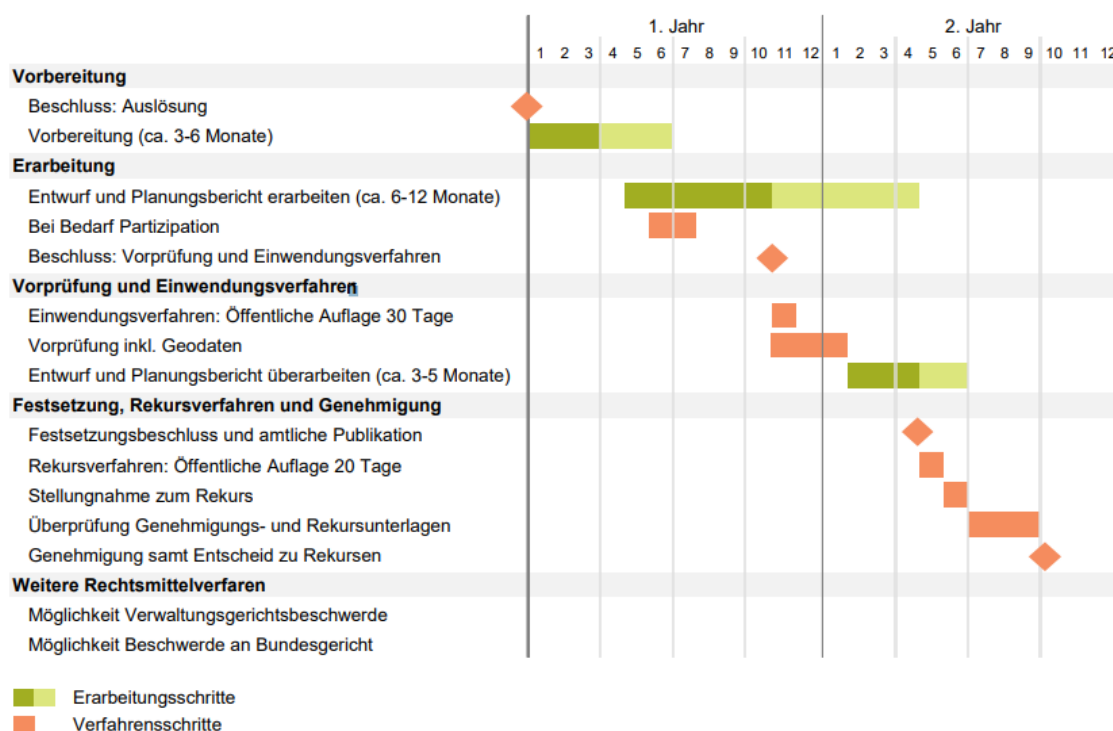 1. Jahr 2. Jahr
1 2 3 4 5 6 7 8 9 10 11 12 1 2 3 4 5 6 7 8 9 10 11 12
Vorbereitung
Beschluss: Auslösung
Vorbereitung (ca. 3-6 Monate)
Erarbeitung
Entwurf und Planungsbericht erarbeiten (ca. 6-12 Monate)
Bei Bedarf Partizipation
Beschluss: Vorprüfung und Einwendungsverfahren
Vorprüfung und Einwendungsverfahren
Einwendungsverfahren: Öffentliche Auflage 30 Tage
Vorprüfung inkl. Geodaten
Entwurf und Planungsbericht überarbeiten (ca. 3-5 Monate)
Festsetzung, Rekursverfahren und Genehmigung
Festsetzungsbeschluss und amtliche Publikation
Rekursverfahren: Öffentliche Auflage 20 Tage
Stellungnahme zum Rekurs
Überprüfung Genehmigungs- und Rekursunterlagen
Genehmigung samt Entscheid zu Rekursen
Weitere Rechtsmittelverfaren
Möglichkeit Verwaltungsgerichtsbeschwerde
Möglichkeit Beschwerde an Bundesgericht
Erarbeitungsschritte
Verfahrensschritte